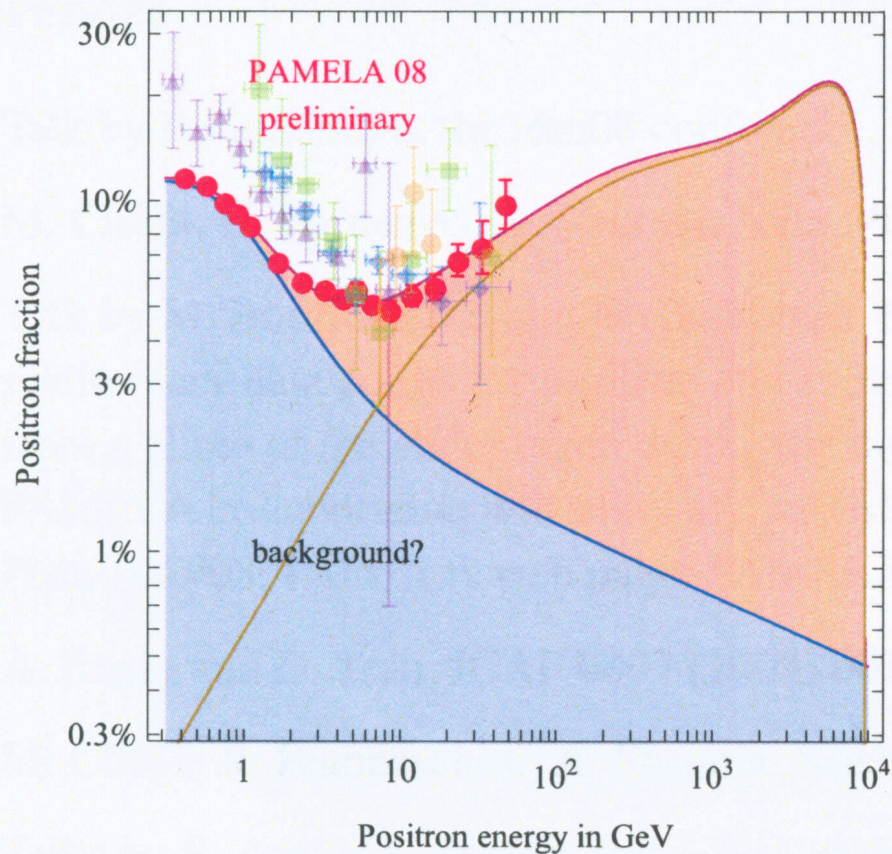 30%
10%
3%
1%
0.3%
Positron fraction
PAMELA 08
preliminary
background?
1
10
10²
10³
10⁴
Positron energy in GeV